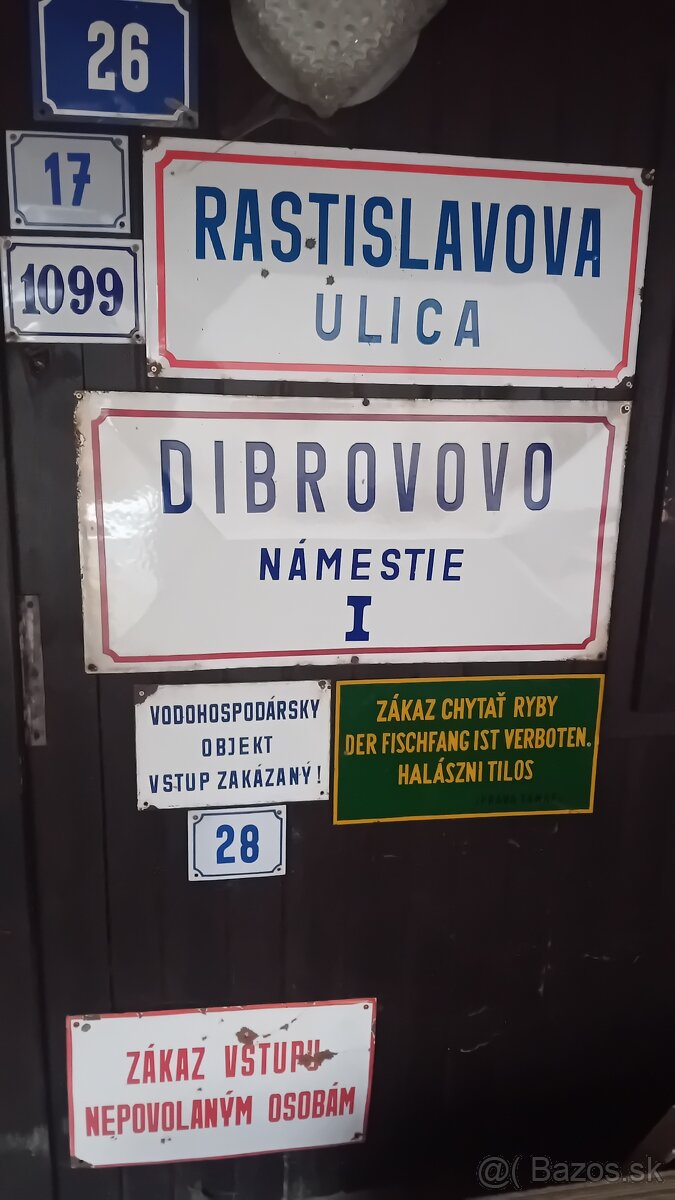 26
17
1099
RASTISLAVOVA
ULICA
DIBROVOVO
NÁMESTIE
I
VODOHOSPODÁRSKY
OBJEKT
VSTUP ZAKÁZANÝ!
ZÁKAZ CHYTAŤ RYBY
DER FISCHFANG IST VERBOTEN.
HALÁSZNI TILOS
28
ZÁKAZ VSTUPU
NEPOVOLANÝM OSOBÁM
@( Bazos.sk